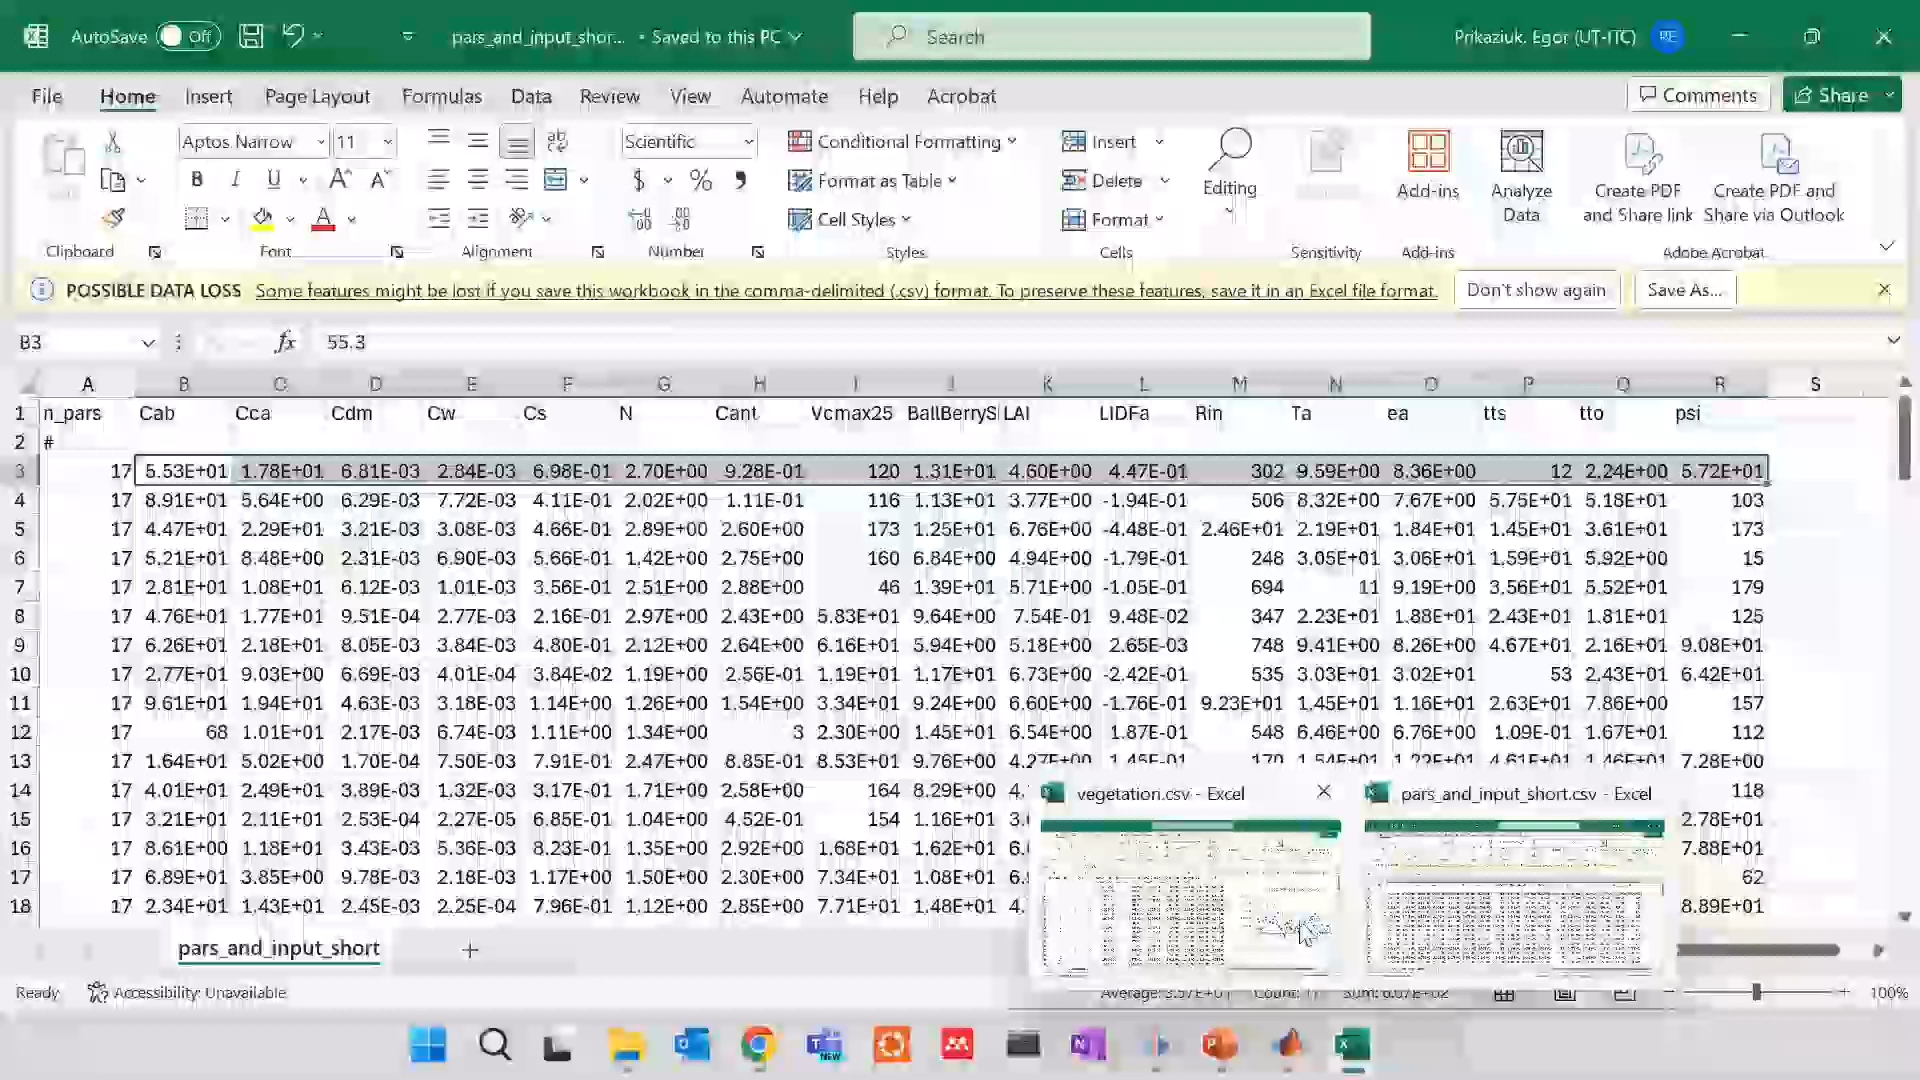 AutoSave Off pars_and_input_shor... • Saved to this PC Search Prikaziuk, Egor (UT-ITC) PE
File Home Insert Page Layout Formulas Data Review View Automate Help Acrobat Comments Share
Aptos Narrow 11 ab Scientific Conditional Formatting Insert
B I U A A $ % Format as Table Delete Editing Add-ins Analyze Data Create PDF and Share link Create PDF and Share via Outlook
A Cell Styles Format
Clipboard Font Alignment Number Styles Cells Sensitivity Add-ins Adobe Acrobat
POSSIBLE DATA LOSS Some features might be lost if you save this workbook in the comma-delimited (.csv) format. To preserve these features, save it in an Excel file format. Don't show again Save As...
B3 fx 55.3
A B C D E F G H I J K L M N O P Q R S
1 n_pars Cab Cca Cdm Cw Cs N Cant Vcmax25 BallBerryS LAI LIDFa Rin Ta ea tts tto psi
2 #
3 17 5.53E+01 1.78E+01 6.81E-03 2.84E-03 6.98E-01 2.70E+00 9.28E-01 120 1.31E+01 4.60E+00 4.47E-01 302 9.59E+00 8.36E+00 12 2.24E+00 5.72E+01
4 17 8.91E+01 5.64E+00 6.29E-03 7.72E-03 4.11E-01 2.02E+00 1.11E-01 116 1.13E+01 3.77E+00 -1.94E-01 506 8.32E+00 7.67E+00 5.75E+01 5.18E+01 103
5 17 4.47E+01 2.29E+01 3.21E-03 3.08E-03 4.66E-01 2.89E+00 2.60E+00 173 1.25E+01 6.76E+00 -4.48E-01 2.46E+01 2.19E+01 1.84E+01 1.45E+01 3.61E+01 173
6 17 5.21E+01 8.48E+00 2.31E-03 6.90E-03 5.66E-01 1.42E+00 2.75E+00 160 6.84E+00 4.94E+00 -1.79E-01 248 3.05E+01 3.06E+01 1.59E+01 5.92E+00 15
7 17 2.81E+01 1.08E+01 6.12E-03 1.01E-03 3.56E-01 2.51E+00 2.88E+00 46 1.39E+01 5.71E+00 -1.05E-01 694 11 9.19E+00 3.56E+01 5.52E+01 179
8 17 4.76E+01 1.77E+01 9.51E-04 2.77E-03 2.16E-01 2.97E+00 2.43E+00 5.83E+01 9.64E+00 7.54E-01 9.48E-02 347 2.23E+01 1.88E+01 2.43E+01 1.81E+01 125
9 17 6.26E+01 2.18E+01 8.05E-03 3.84E-03 4.80E-01 2.12E+00 2.64E+00 6.16E+01 5.94E+00 5.18E+00 2.65E-03 748 9.41E+00 8.26E+00 4.67E+01 2.16E+01 9.08E+01
10 17 2.77E+01 9.03E+00 6.69E-03 4.01E-04 3.84E-02 1.19E+00 2.56E-01 1.19E+01 1.17E+01 6.73E+00 -2.42E-01 535 3.03E+01 3.02E+01 53 2.43E+01 6.42E+01
11 17 9.61E+01 1.94E+01 4.63E-03 3.18E-03 1.14E+00 1.26E+00 1.54E+00 3.34E+01 9.24E+00 6.60E+00 -1.76E-01 9.23E+01 1.45E+01 1.16E+01 2.63E+01 7.86E+00 157
12 17 68 1.01E+01 2.17E-03 6.74E-03 1.11E+00 1.34E+00 3 2.30E+00 1.45E+01 6.54E+00 1.87E-01 548 6.46E+00 6.76E+00 1.09E-01 1.67E+01 112
13 17 1.64E+01 5.02E+00 1.70E-04 7.50E-03 7.91E-01 2.47E+00 8.85E-01 8.53E+01 9.76E+00 4.27E+00 1.45E-01 170 1.54E+01 1.22E+01 4.61E+01 1.46E+01 7.28E+00
14 17 4.01E+01 2.49E+01 3.89E-03 1.32E-03 3.17E-01 1.71E+00 2.58E+00 164 8.29E+00 4. vegetation.csv - Excel pars_and_input_short.csv - Excel 118
15 17 3.21E+01 2.11E+01 2.53E-04 2.27E-05 6.85E-01 1.04E+00 4.52E-01 154 1.16E+01 3. 2.78E+01
16 17 8.61E+00 1.18E+01 3.43E-03 5.36E-03 8.23E-01 1.35E+00 2.92E+00 1.68E+01 1.62E+01 6. 7.88E+01
17 17 6.89E+01 3.85E+00 9.78E-03 2.18E-03 1.17E+00 1.50E+00 2.30E+00 7.34E+01 1.08E+01 6. 62
18 17 2.34E+01 1.43E+01 2.45E-03 2.25E-04 7.96E-01 1.12E+00 2.85E+00 7.71E+01 1.48E+01 4. 8.89E+01
pars_and_input_short +
Ready Accessibility: Unavailable 100%